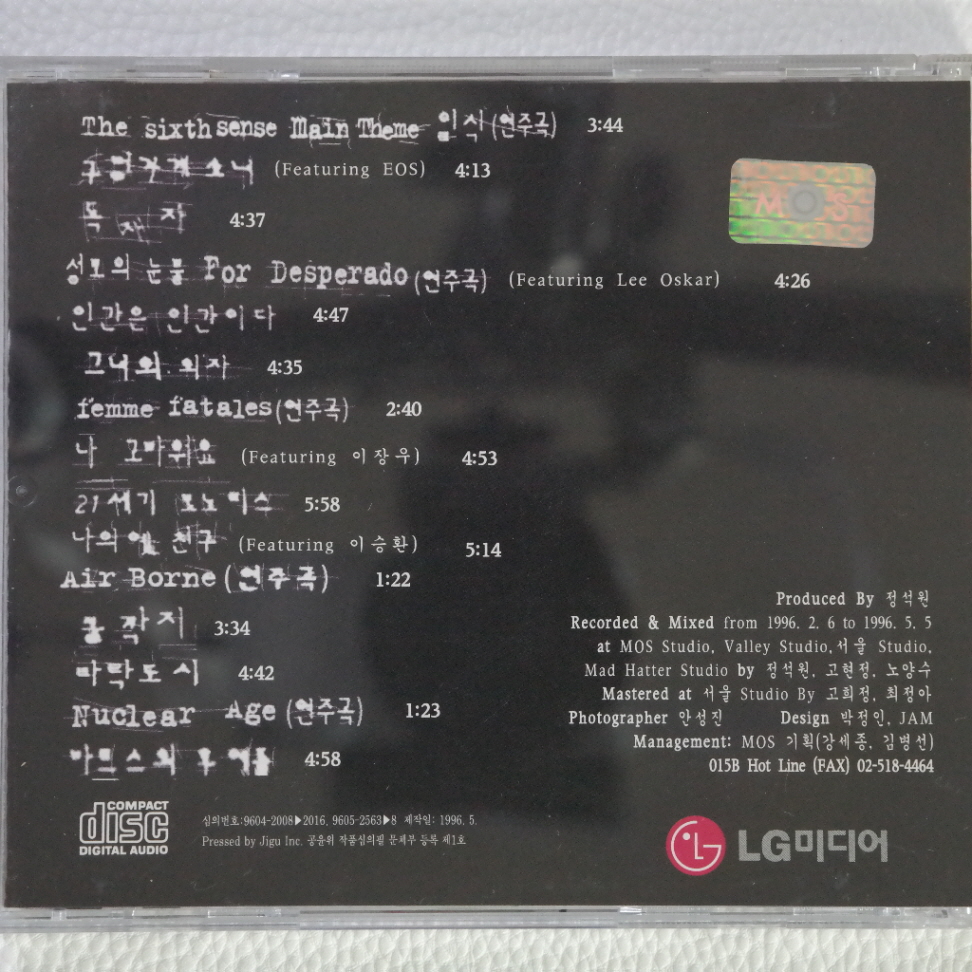 The sixth sense Main Theme 인식(연주곡) 3:44
구멍가게 소녀 (Featuring EOS) 4:13
독재자 4:37
성모의 눈물 For Desperado(연주곡) (Featuring Lee Oskar) 4:26
인간은 인간이다 4:47
그녀의 의자 4:35
femme fatales(연주곡) 2:40
나 고마워요 (Featuring 이장우) 4:53
21세기 모노리스 5:58
나의 옛 친구 (Featuring 이승환) 5:14
Air Borne(연주곡) 1:22
3:34
마탁도시 4:42
Nuclear Age(연주곡) 1:23
마르스의 후예들 4:58
M S
Produced By 정석원
Recorded & Mixed from 1996. 2. 6 to 1996. 5. 5
at MOS Studio, Valley Studio,서울 Studio,
Mad Hatter Studio by 정석원, 고현정, 노양수
Mastered at 서울 Studio By 고희정, 최정아
Photographer 안성진 Design 박정인, JAM
Management: MOS 기획(강세종, 김병선)
015B Hot Line (FAX) 02-518-4464
COMPACT
disc
DIGITAL AUDIO
심의번호:9604-2008▶2016, 9605-2563▶8 제작일: 1996. 5.
Pressed by Jigu Inc. 공윤위 작품심의필 문체부 등록 제1호
LG미디어